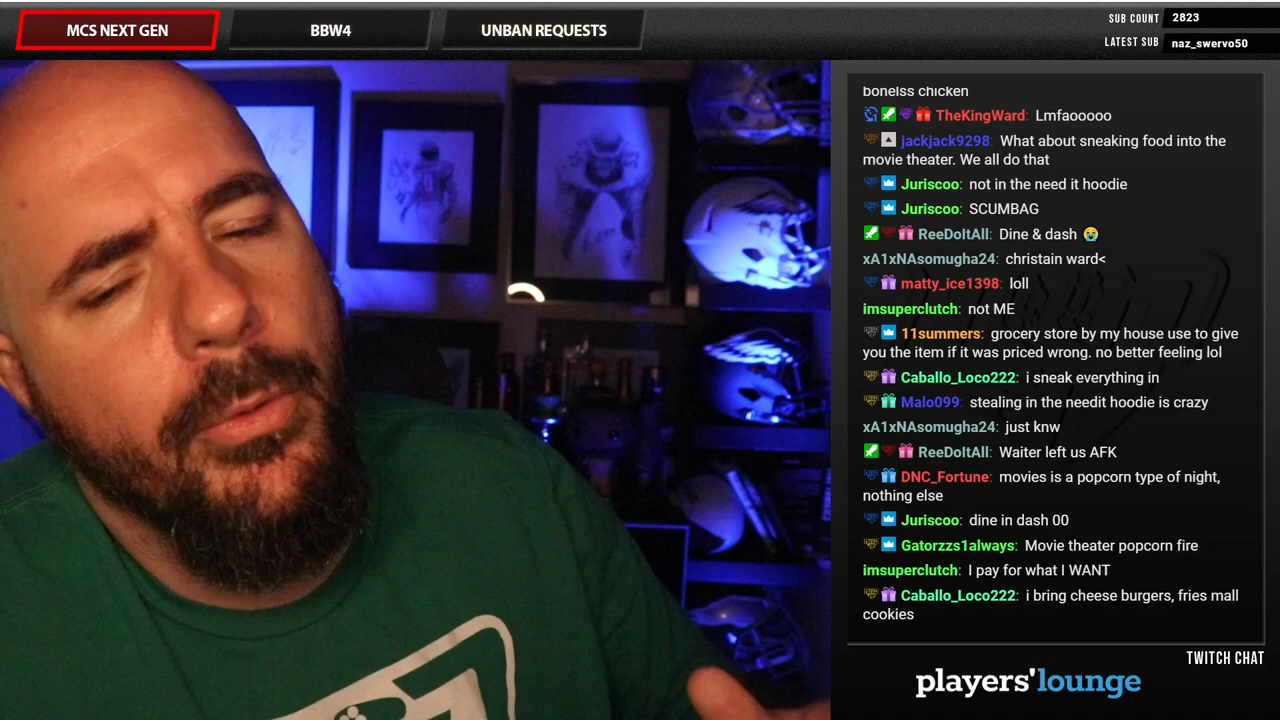 MCS NEXT GEN
BBW4
UNBAN REQUESTS
SUB COUNT 2823
LATEST SUB naz_swervo50
bonelss chicken
TheKingWard: Lmfaooooo
jackjack9298: What about sneaking food into the
movie theater. We all do that
Juriscoo: not in the need it hoodie
Juriscoo: SCUMBAG
ReeDoItAll: Dine & dash 😭
xA1xNAsomugha24: christain ward<
matty_ice1398: loll
imsuperclutch: not ME
11summers: grocery store by my house use to give
you the item if it was priced wrong. no better feeling lol
Caballo_Loco222: i sneak everything in
Malo099: stealing in the needit hoodie is crazy
xA1xNAsomugha24: just knw
ReeDoItAll: Waiter left us AFK
DNC_Fortune: movies is a popcorn type of night,
nothing else
Juriscoo: dine in dash 00
Gatorzzs1always: Movie theater popcorn fire
imsuperclutch: I pay for what I WANT
Caballo_Loco222: i bring cheese burgers, fries mall
cookies
TWITCH CHAT
players'lounge